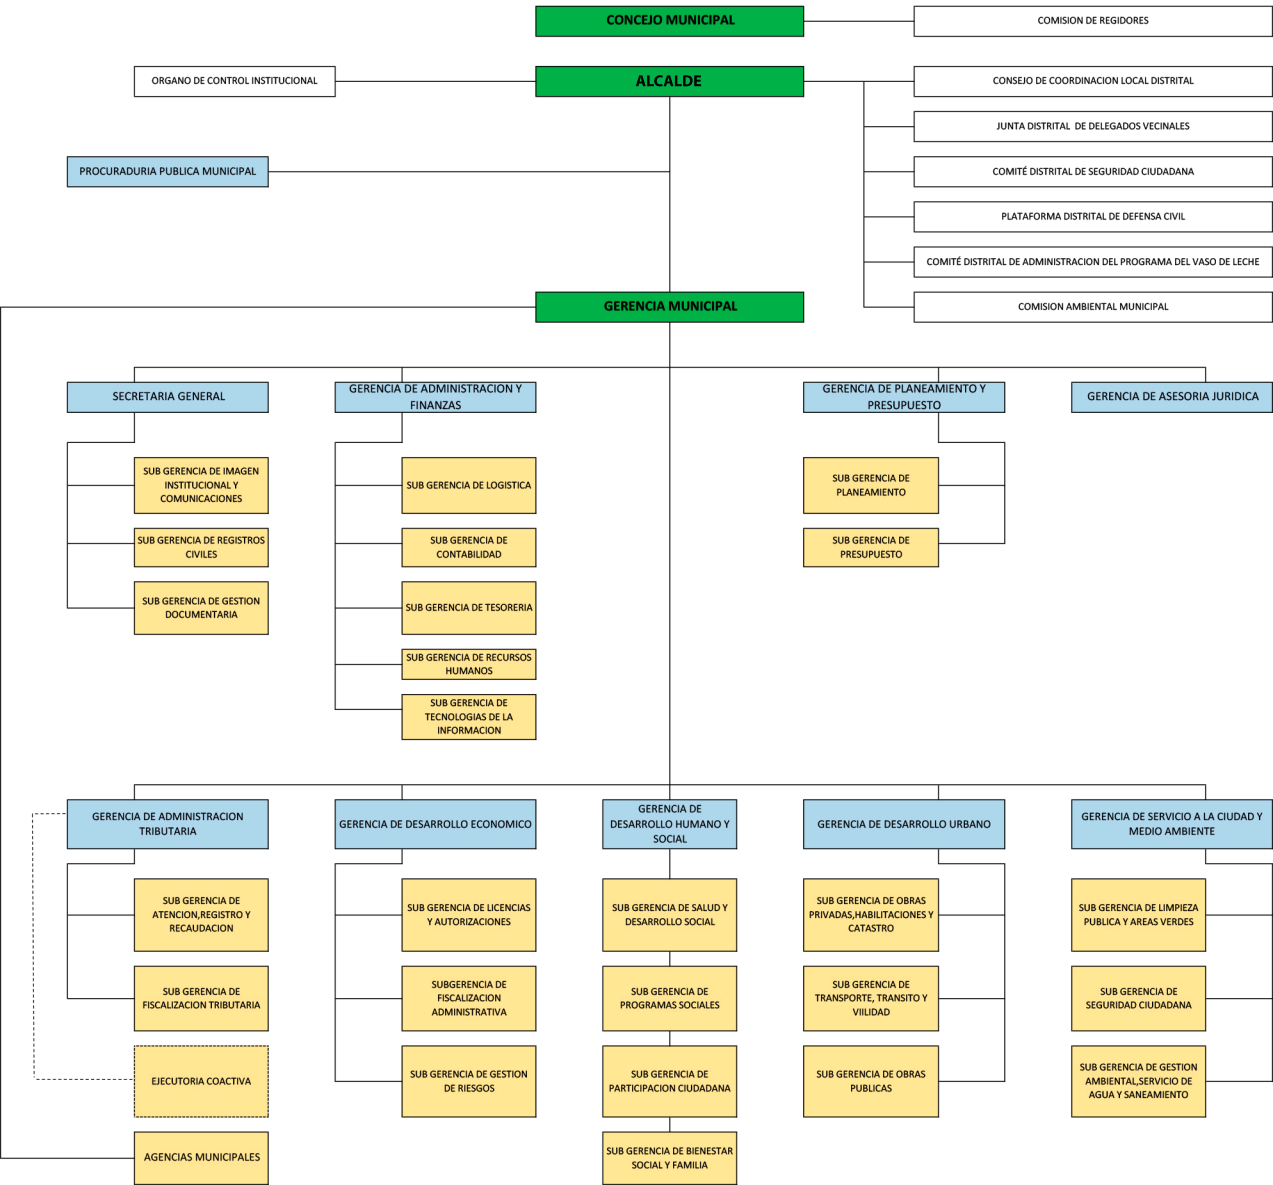 CONCEJO MUNICIPAL
COMISION DE REGIDORES
ORGANO DE CONTROL INSTITUCIONAL
ALCALDE
CONSEJO DE COORDINACION LOCAL DISTRITAL
JUNTA DISTRITAL DE DELEGADOS VECINALES
PROCURADURIA PUBLICA MUNICIPAL
COMITÉ DISTRITAL DE SEGURIDAD CIUDADANA
PLATAFORMA DISTRITAL DE DEFENSA CIVIL
COMITÉ DISTRITAL DE ADMINISTRACION DEL PROGRAMA DEL VASO DE LECHE
GERENCIA MUNICIPAL
COMISION AMBIENTAL MUNICIPAL
SECRETARIA GENERAL
GERENCIA DE ADMINISTRACION Y
FINANZAS
GERENCIA DE PLANEAMIENTO Y
PRESUPUESTO
GERENCIA DE ASESORIA JURIDICA
SUB GERENCIA DE IMAGEN
INSTITUCIONAL Y
COMUNICACIONES
SUB GERENCIA DE LOGISTICA
SUB GERENCIA DE
PLANEAMIENTO
SUB GERENCIA DE REGISTROS
CIVILES
SUB GERENCIA DE
CONTABILIDAD
SUB GERENCIA DE
PRESUPUESTO
SUB GERENCIA DE GESTION
DOCUMENTARIA
SUB GERENCIA DE TESORERIA
SUB GERENCIA DE RECURSOS
HUMANOS
SUB GERENCIA DE
TECNOLOGIAS DE LA
INFORMACION
GERENCIA DE ADMINISTRACION
TRIBUTARIA
GERENCIA DE DESARROLLO ECONOMICO
GERENCIA DE
DESARROLLO HUMANO Y
SOCIAL
GERENCIA DE DESARROLLO URBANO
GERENCIA DE SERVICIO A LA CIUDAD Y
MEDIO AMBIENTE
SUB GERENCIA DE
ATENCION,REGISTRO Y
RECAUDACION
SUB GERENCIA DE LICENCIAS
Y AUTORIZACIONES
SUB GERENCIA DE SALUD Y
DESARROLLO SOCIAL
SUB GERENCIA DE OBRAS
PRIVADAS,HABILITACIONES Y
CATASTRO
SUB GERENCIA DE LIMPIEZA
PUBLICA Y AREAS VERDES
SUB GERENCIA DE
FISCALIZACION TRIBUTARIA
SUBGERENCIA DE
FISCALIZACION
ADMINISTRATIVA
SUB GERENCIA DE
PROGRAMAS SOCIALES
SUB GERENCIA DE
TRANSPORTE, TRANSITO Y
VIILIDAD
SUB GERENCIA DE
SEGURIDAD CIUDADANA
EJECUTORIA COACTIVA
SUB GERENCIA DE GESTION
DE RIESGOS
SUB GERENCIA DE
PARTICIPACION CIUDADANA
SUB GERENCIA DE OBRAS
PUBLICAS
SUB GERENCIA DE GESTION
AMBIENTAL,SERVICIO DE
AGUA Y SANEAMIENTO
AGENCIAS MUNICIPALES
SUB GERENCIA DE BIENESTAR
SOCIAL Y FAMILIA